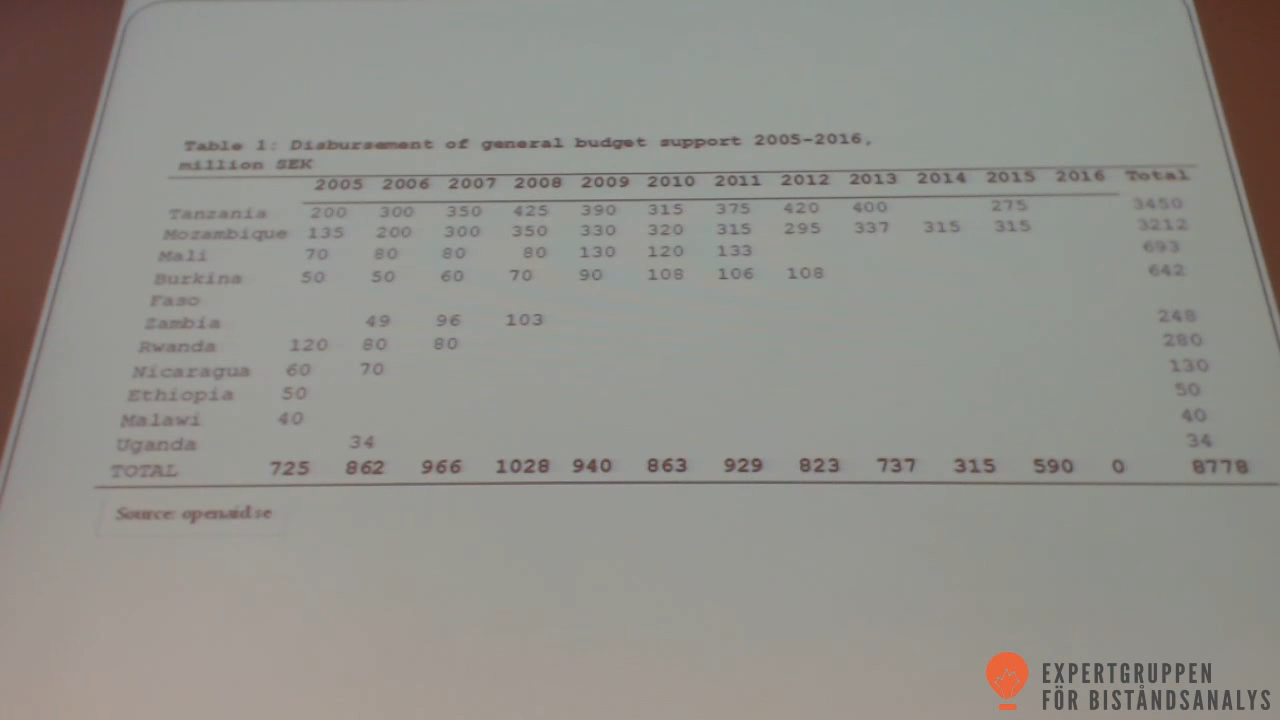 Table 1: Disbursement of general budget support 2005-2016,
million SEK
2005 2006 2007 2008 2009 2010 2011 2012 2013 2014 2015 2016 Total
Tanzania 200 300 350 425 390 315 375 420 400 275 3450
Mozambique 135 200 300 350 330 320 315 295 337 315 315 3212
Mali 70 80 80 80 130 120 133 693
Burkina 50 50 60 70 90 108 106 108 642
Faso
Zambia 49 96 103 248
Rwanda 120 80 80 280
Nicaragua 60 70 130
Ethiopia 50 50
Malawi 40 40
Uganda 34 34
TOTAL 725 862 966 1028 940 863 929 823 737 315 590 0 8778
Source: openaid.se
EXPERTGRUPPEN
FÖR BISTÅNDSANALYS